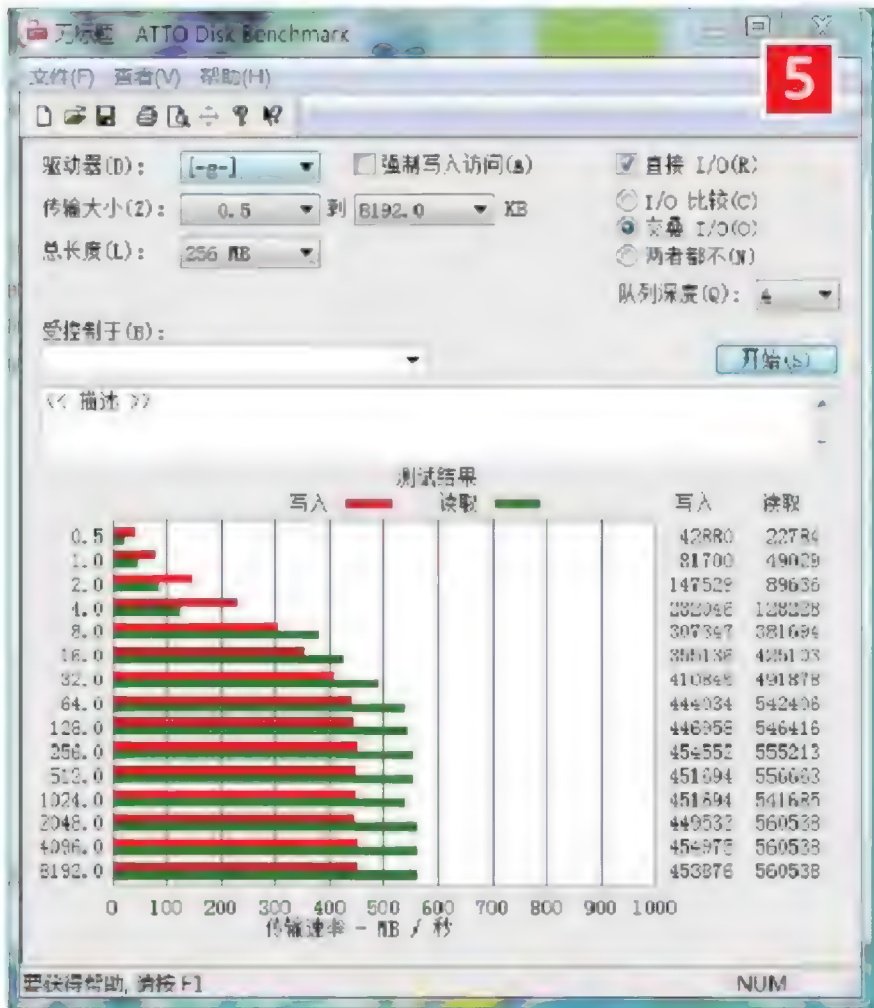 无标题 ATTO Disk Benchmark
5
文件(F) 查看(V) 帮助(H)
驱动器(D): [-g-] 强制写入访问(A) 直接 I/O(R)
传输大小(Z): 0.5 到 8192.0 KB I/O 比较(C)
交叠 I/O(O)
总长度(L): 256 MB 两者都不(N)
队列深度(Q): 4
受控制于(B):
开始(S)
<< 描述 >>
测试结果
写入 读取 写入 读取
0.5 42880 22784
1.0 81700 49029
2.0 147529 89636
4.0
8.0 307347 381694
16.0 425103
32.0 491878
64.0 444034 542406
128.0 446958 546416
256.0 454552 555213
512.0 451694 556663
1024.0 451694 541685
2048.0 560538
4096.0 560538
8192.0 453876 560538
0 100 200 300 400 500 600 700 800 900 1000
传输速率 - MB / 秒
要获得帮助, 请按 F1 NUM